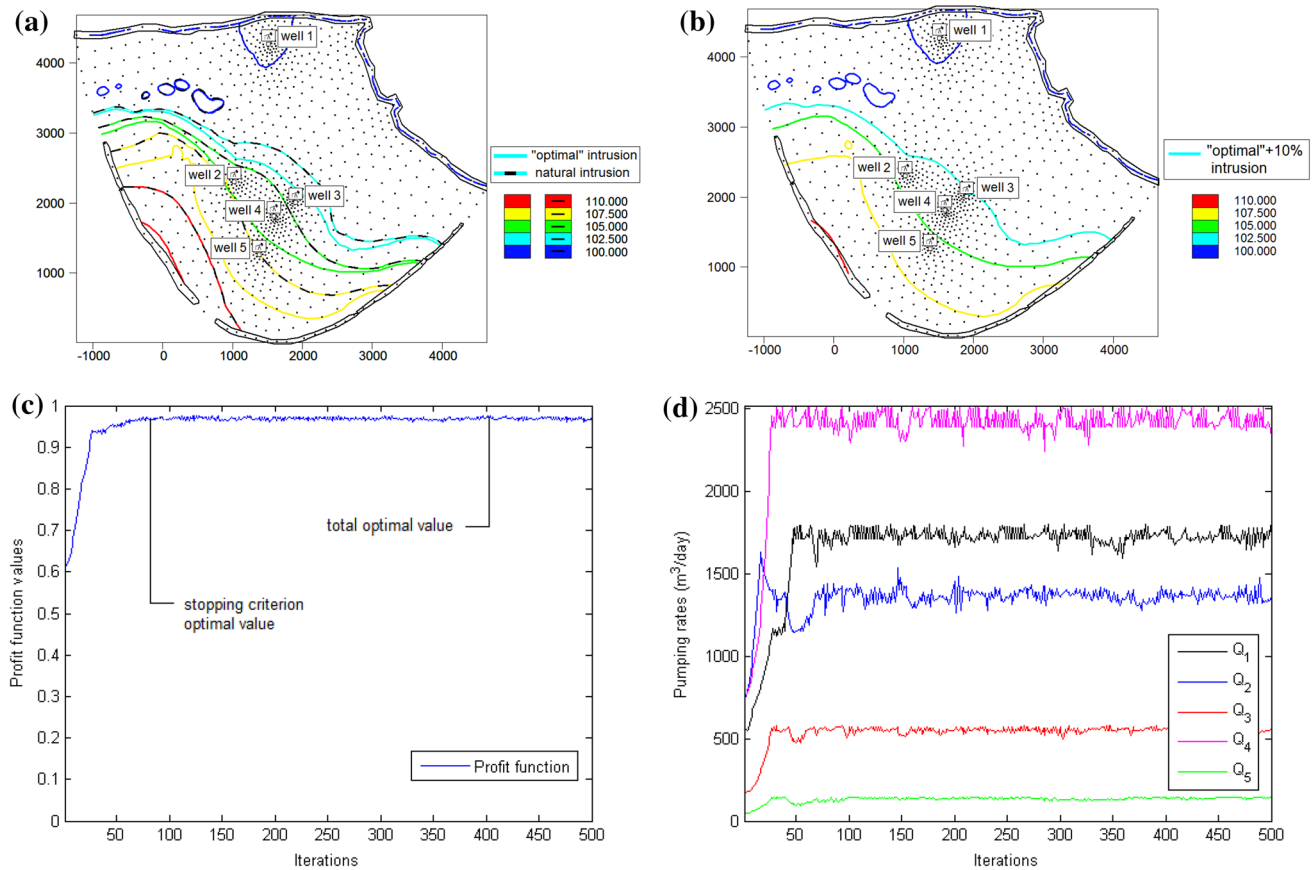 (a)
well 1
4000
3000
2000
1000
well 2
well 3
well 4
well 5
"optimal" intrusion
natural intrusion
110.000
107.500
105.000
102.500
100.000
-1000
0
1000
2000
3000
4000
(b)
well 1
4000
3000
2000
1000
well 2
well 3
well 4
well 5
"optimal"+10%
intrusion
110.000
107.500
105.000
102.500
100.000
-1000
0
1000
2000
3000
4000
(c)
1
0.9
0.8
0.7
0.6
0.5
0.4
0.3
0.2
0.1
0
Profit function values
total optimal value
stopping criterion
optimal value
Profit function
50
100
150
200
250
300
350
400
450
500
Iterations
(d)
2500
2000
1500
1000
500
0
Pumping rates (m³/day)
Q₁
Q₂
Q₃
Q₄
Q₅
50
100
150
200
250
300
350
400
450
500
Iterations